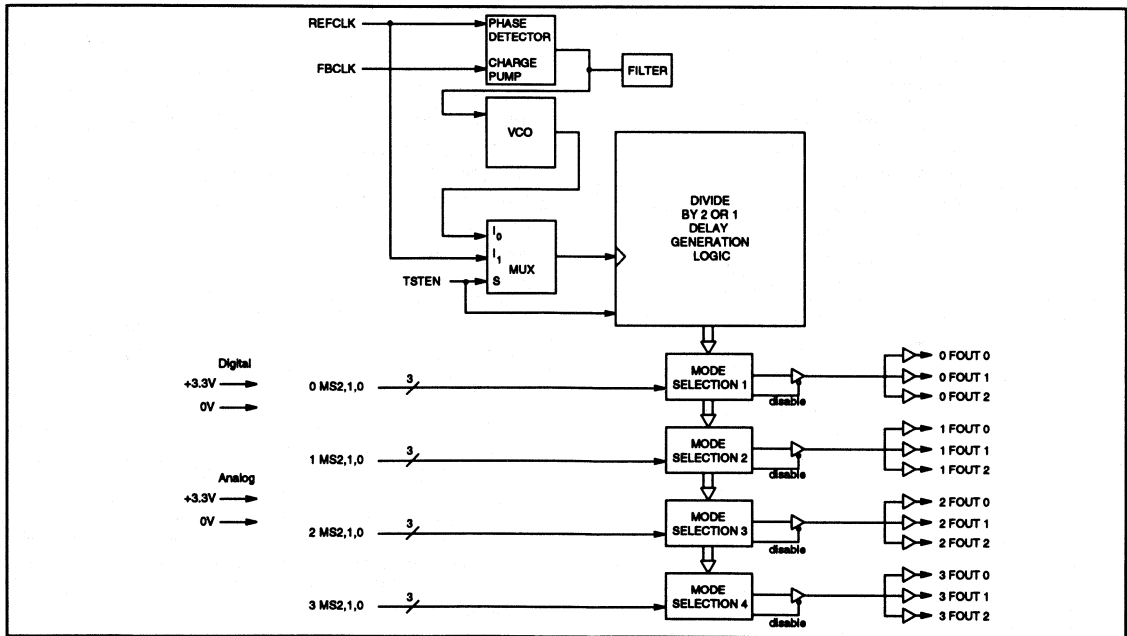 REFCLK
PHASE
DETECTOR
FBCLK
CHARGE
PUMP
FILTER
VCO
DIVIDE
BY 2 OR 1
DELAY
GENERATION
LOGIC
I0
I1
MUX
TSTEN
S
Digital
+3.3V
0V
0 MS2,1,0
3
MODE
SELECTION 1
disable
0 FOUT 0
0 FOUT 1
0 FOUT 2
1 MS2,1,0
3
MODE
SELECTION 2
disable
1 FOUT 0
1 FOUT 1
1 FOUT 2
Analog
+3.3V
0V
2 MS2,1,0
3
MODE
SELECTION 3
disable
2 FOUT 0
2 FOUT 1
2 FOUT 2
3 MS2,1,0
3
MODE
SELECTION 4
disable
3 FOUT 0
3 FOUT 1
3 FOUT 2